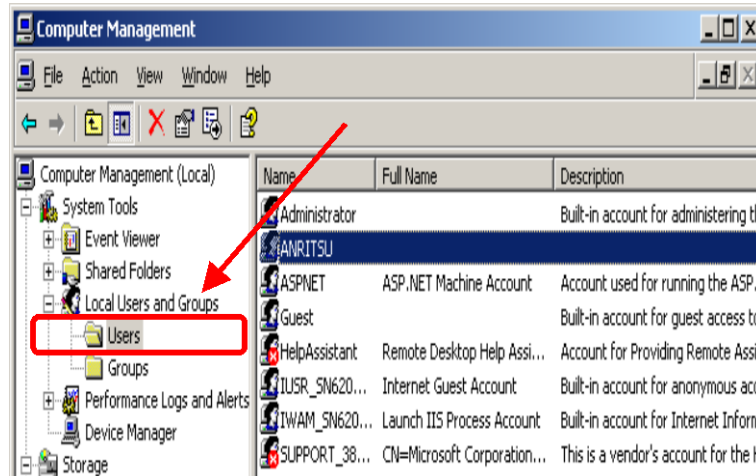 Computer Management
File Action View Window Help
Computer Management (Local)
System Tools
Event Viewer
Shared Folders
Local Users and Groups
Users
Groups
Performance Logs and Alerts
Device Manager
Storage
Name Full Name Description
Administrator Built-in account for administering
ANRITSU
ASPNET ASP.NET Machine Account Account used for running the ASP.
Guest Built-in account for guest access
HelpAssistant Remote Desktop Help Assi... Account for Providing Remote
IUSR_SN620... Internet Guest Account Built-in account for anonymous
IWAM_SN620... Launch IIS Process Account Built-in account for Internet
SUPPORT_38... CN=Microsoft Corporation... This is a vendor's account for the